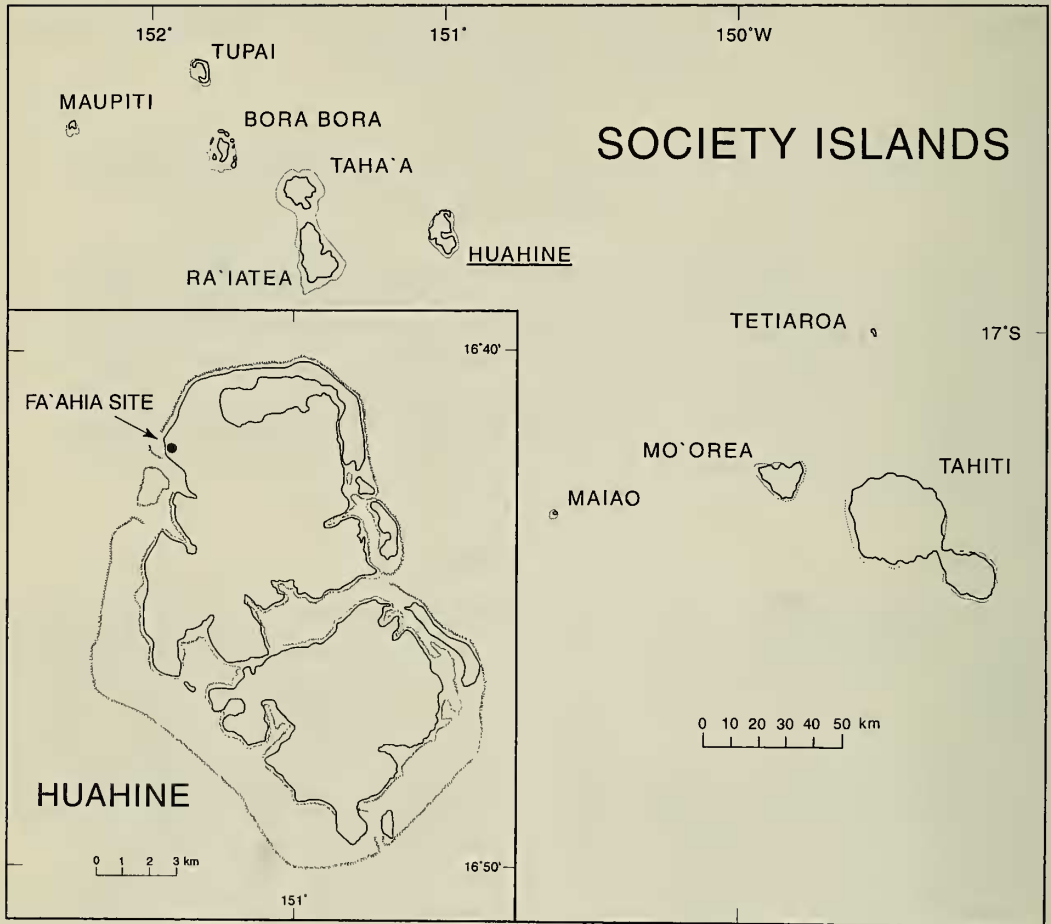 152° 151° 150°W
TUPAI
MAUPITI
BORA BORA
SOCIETY ISLANDS
TAHA`A
HUAHINE
RA`IATEA
TETIAROA 17°S
16°40'
FA`AHIA SITE
MO`OREA
TAHITI
MAIAO
0 10 20 30 40 50 km
HUAHINE
0 1 2 3 km
16°50'
151°